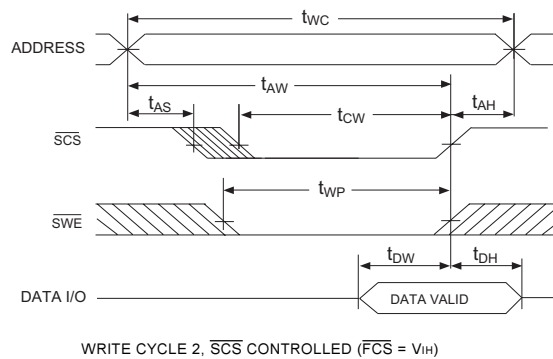 tWC
ADDRESS
tAW
tAS
tCW
tAH
SCS
tWP
SWE
tDW
tDH
DATA I/O
DATA VALID
WRITE CYCLE 2, SCS CONTROLLED (FCS = VIH)